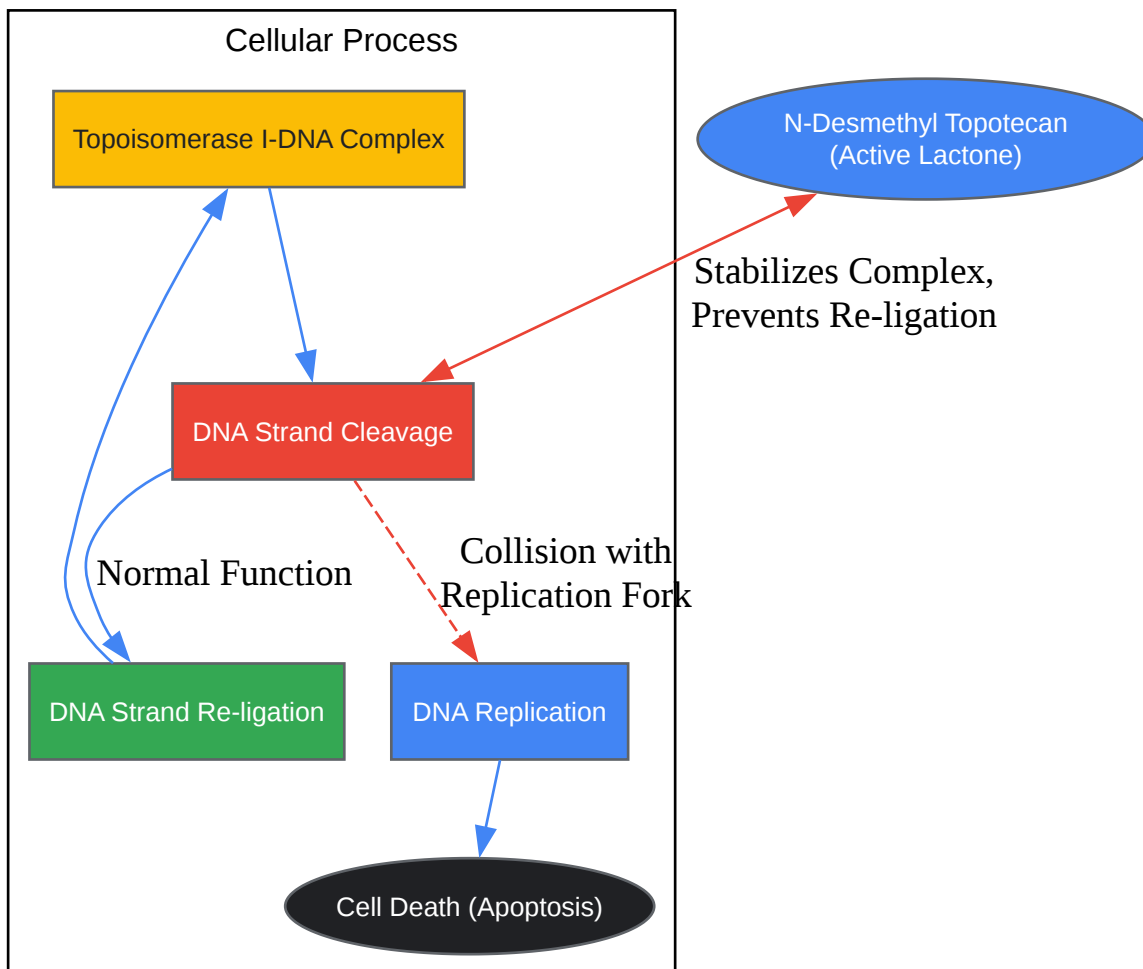 Cellular Process
Topoisomerase I-DNA Complex
N-Desmethyl Topotecan
(Active Lactone)
Stabilizes Complex,
Prevents Re-ligation
DNA Strand Cleavage
Normal Function
Collision with
Replication Fork
DNA Strand Re-ligation
DNA Replication
Cell Death (Apoptosis)